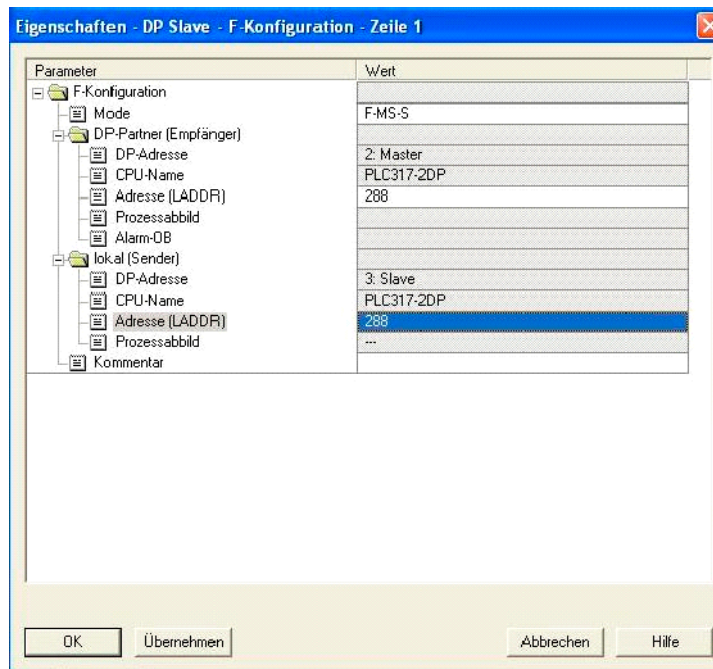 Eigenschaften - DP Slave - F-Konfiguration - Zeile 1
Parameter Wert
F-Konfiguration
Mode F-MS-S
DP-Partner (Empfänger)
DP-Adresse 2: Master
CPU-Name PLC317-2DP
Adresse (LADDR) 288
Prozessabbild
Alarm-OB
lokal (Sender)
DP-Adresse 3: Slave
CPU-Name PLC317-2DP
Adresse (LADDR) 288
Prozessabbild ---
Kommentar
OK Übernehmen Abbrechen Hilfe